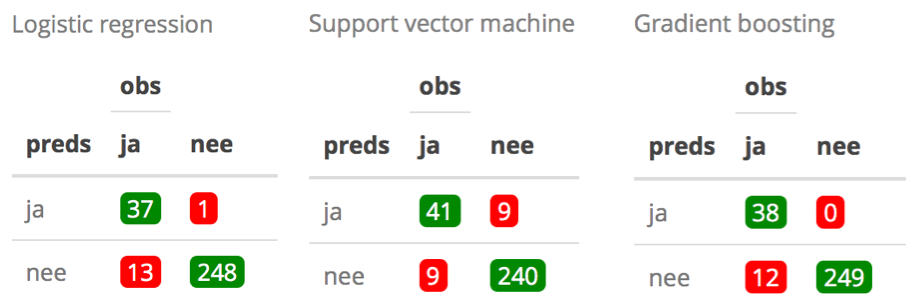 Logistic regression
obs
preds ja nee
ja 37 1
nee 13 248
Support vector machine
obs
preds ja nee
ja 41 9
nee 9 240
Gradient boosting
obs
preds ja nee
ja 38 0
nee 12 249